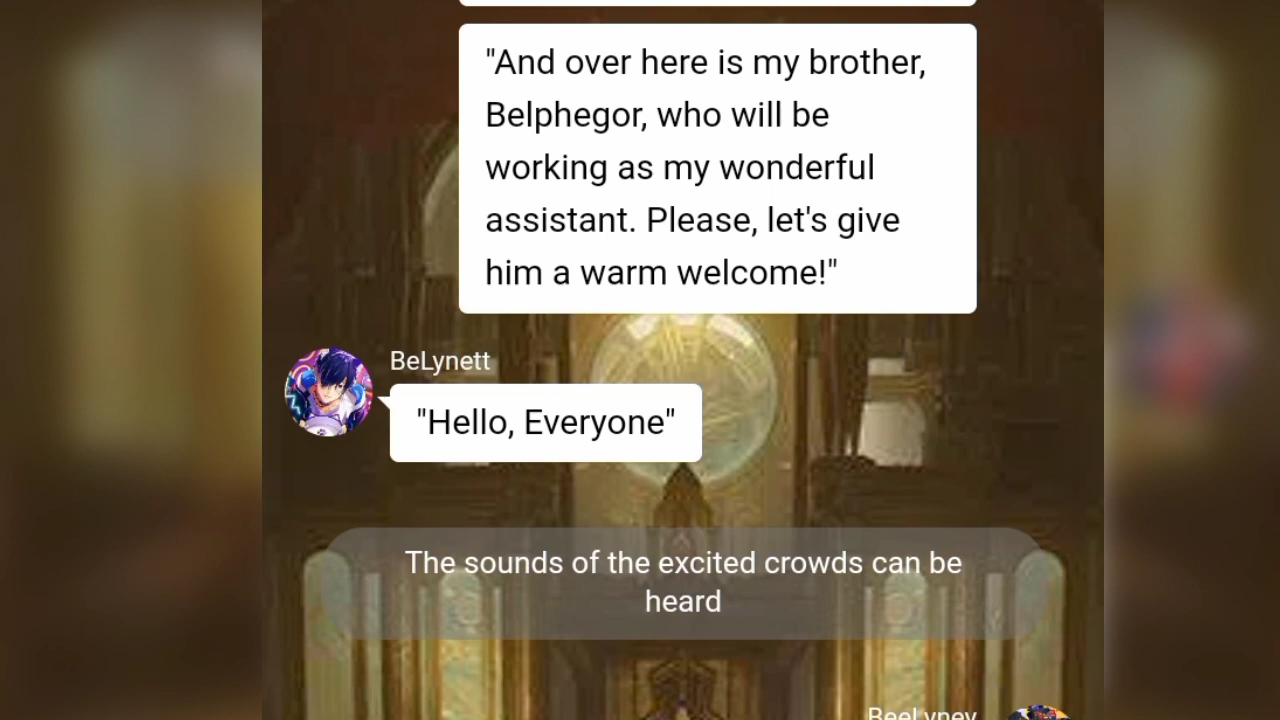 "And over here is my brother,
Belphegor, who will be
working as my wonderful
assistant. Please, let's give
him a warm welcome!"
BeLynett
"Hello, Everyone"
The sounds of the excited crowds can be
heard
BeeLyney